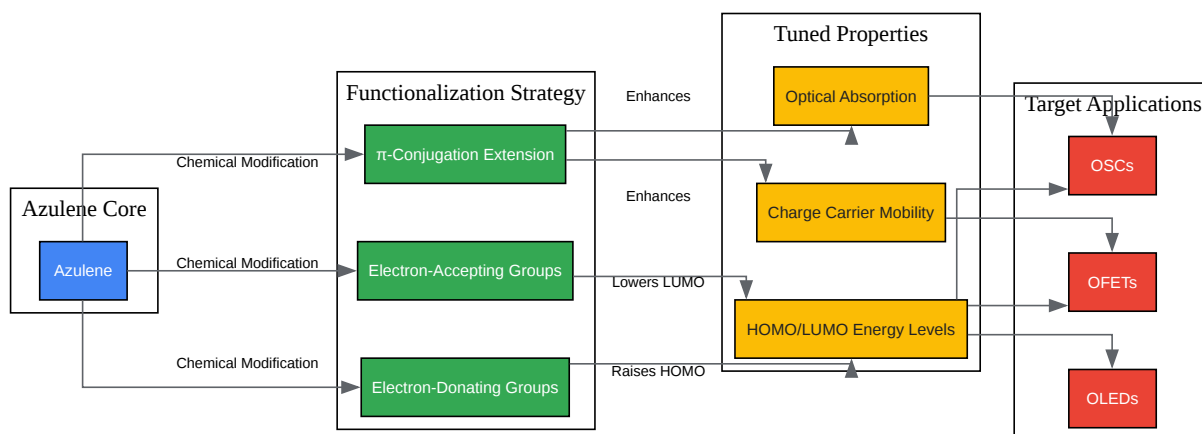 Azulene Core
Azulene
Chemical Modification
Chemical Modification
Chemical Modification
Functionalization Strategy
π-Conjugation Extension
Electron-Accepting Groups
Electron-Donating Groups
Enhances
Enhances
Lowers LUMO
Raises HOMO
Tuned Properties
Optical Absorption
Charge Carrier Mobility
HOMO/LUMO Energy Levels
Target Applications
OSCs
OFETs
OLEDs